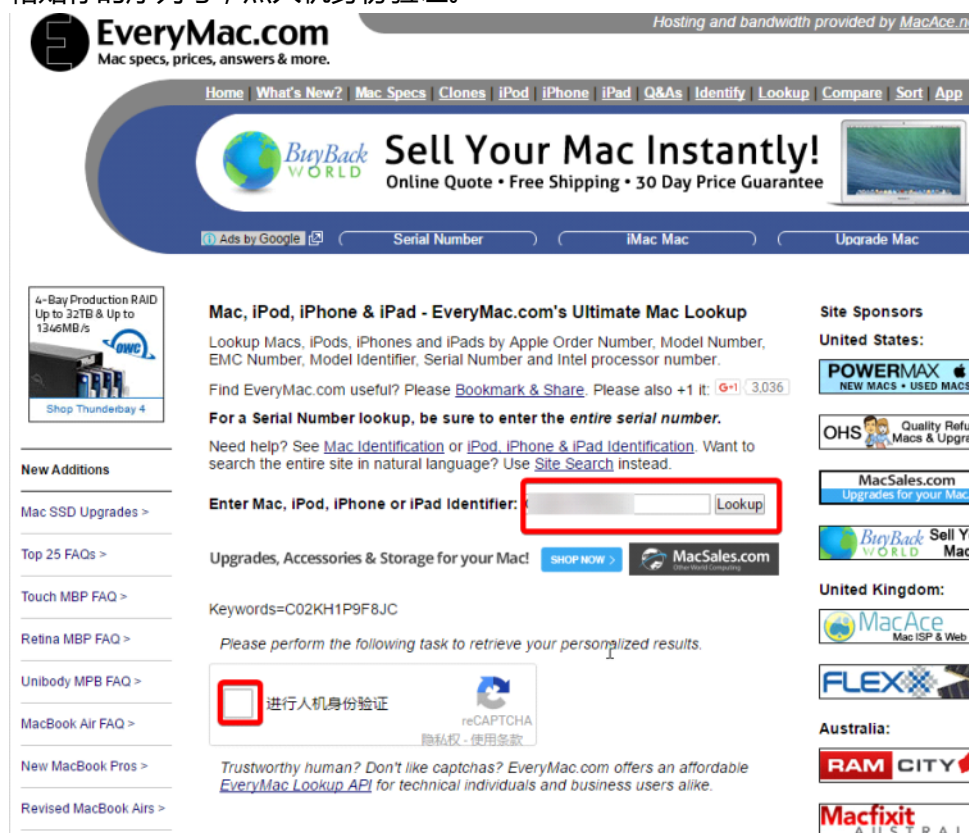 EveryMac.com
Mac specs, prices, answers & more.
Hosting and bandwidth provided by MacAce.n
Home | What's New? | Mac Specs | Clones | iPod | iPhone | iPad | Q&As | Identify | Lookup | Compare | Sort | App
BuyBack WORLD
Sell Your Mac Instantly!
Online Quote • Free Shipping • 30 Day Price Guarantee
Ads by Google
Serial Number
iMac Mac
Upgrade Mac
4-Bay Production RAID
Up to 32TB & Up to
1346MB/s
OWC
Shop Thunderbay 4
New Additions
Mac SSD Upgrades >
Top 25 FAQs >
Touch MBP FAQ >
Retina MBP FAQ >
Unibody MPB FAQ >
MacBook Air FAQ >
New MacBook Pros >
Revised MacBook Airs >
Mac, iPod, iPhone & iPad - EveryMac.com's Ultimate Mac Lookup
Lookup Macs, iPods, iPhones and iPads by Apple Order Number, Model Number,
EMC Number, Model Identifier, Serial Number and Intel processor number.
Find EveryMac.com useful? Please Bookmark & Share. Please also +1 it: G+1 3,036
For a Serial Number lookup, be sure to enter the entire serial number.
Need help? See Mac Identification or iPod, iPhone & iPad Identification. Want to
search the entire site in natural language? Use Site Search instead.
Enter Mac, iPod, iPhone or iPad Identifier:
Lookup
Upgrades, Accessories & Storage for your Mac! SHOP NOW > MacSales.com
Other World Computing
Keywords=C02KH1P9F8JC
Please perform the following task to retrieve your personalized results.
进行人机身份验证
reCAPTCHA
隐私权 - 使用条款
Trustworthy human? Don't like captchas? EveryMac.com offers an affordable
EveryMac Lookup API for technical individuals and business users alike.
Site Sponsors
United States:
POWERMAX
NEW MACS • USED MACS
OHS Quality Refu
Macs & Upgra
MacSales.com
Upgrades for your Mac
BuyBack WORLD Sell Yo
Mac
United Kingdom:
MacAce
Mac ISP & Web
FLEX
Australia:
RAM CITY
Macfixit
AUSTRAL